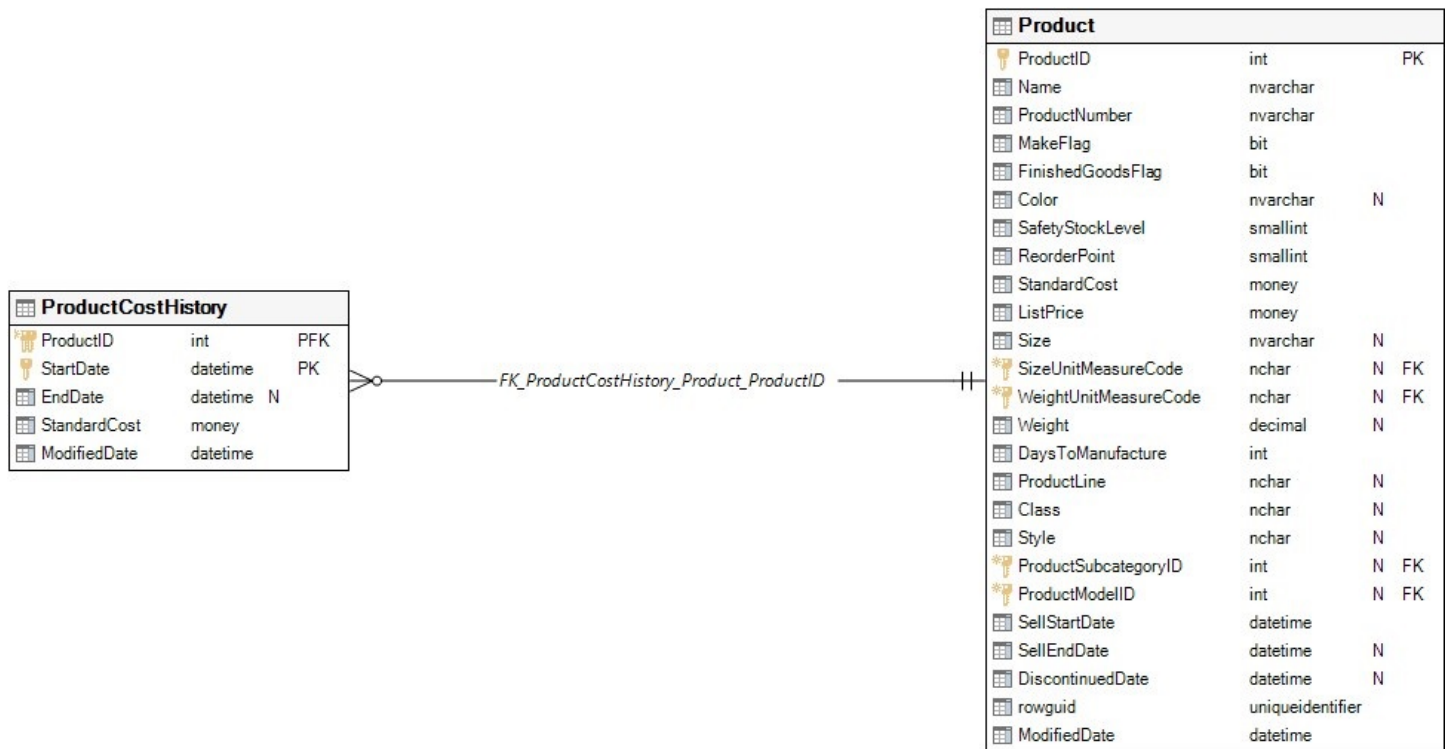 ProductCostHistory
ProductID int PFK
StartDate datetime PK
EndDate datetime N
StandardCost money
ModifiedDate datetime
FK_ProductCostHistory_Product_ProductID
Product
ProductID int PK
Name nvarchar
ProductNumber nvarchar
MakeFlag bit
FinishedGoodsFlag bit
Color nvarchar N
SafetyStockLevel smallint
ReorderPoint smallint
StandardCost money
ListPrice money
Size nvarchar N
SizeUnitMeasureCode nchar N FK
WeightUnitMeasureCode nchar N FK
Weight decimal N
DaysToManufacture int
ProductLine nchar N
Class nchar N
Style nchar N
ProductSubcategoryID int N FK
ProductModelID int N FK
SellStartDate datetime
SellEndDate datetime N
DiscontinuedDate datetime N
rowguid uniqueidentifier
ModifiedDate datetime